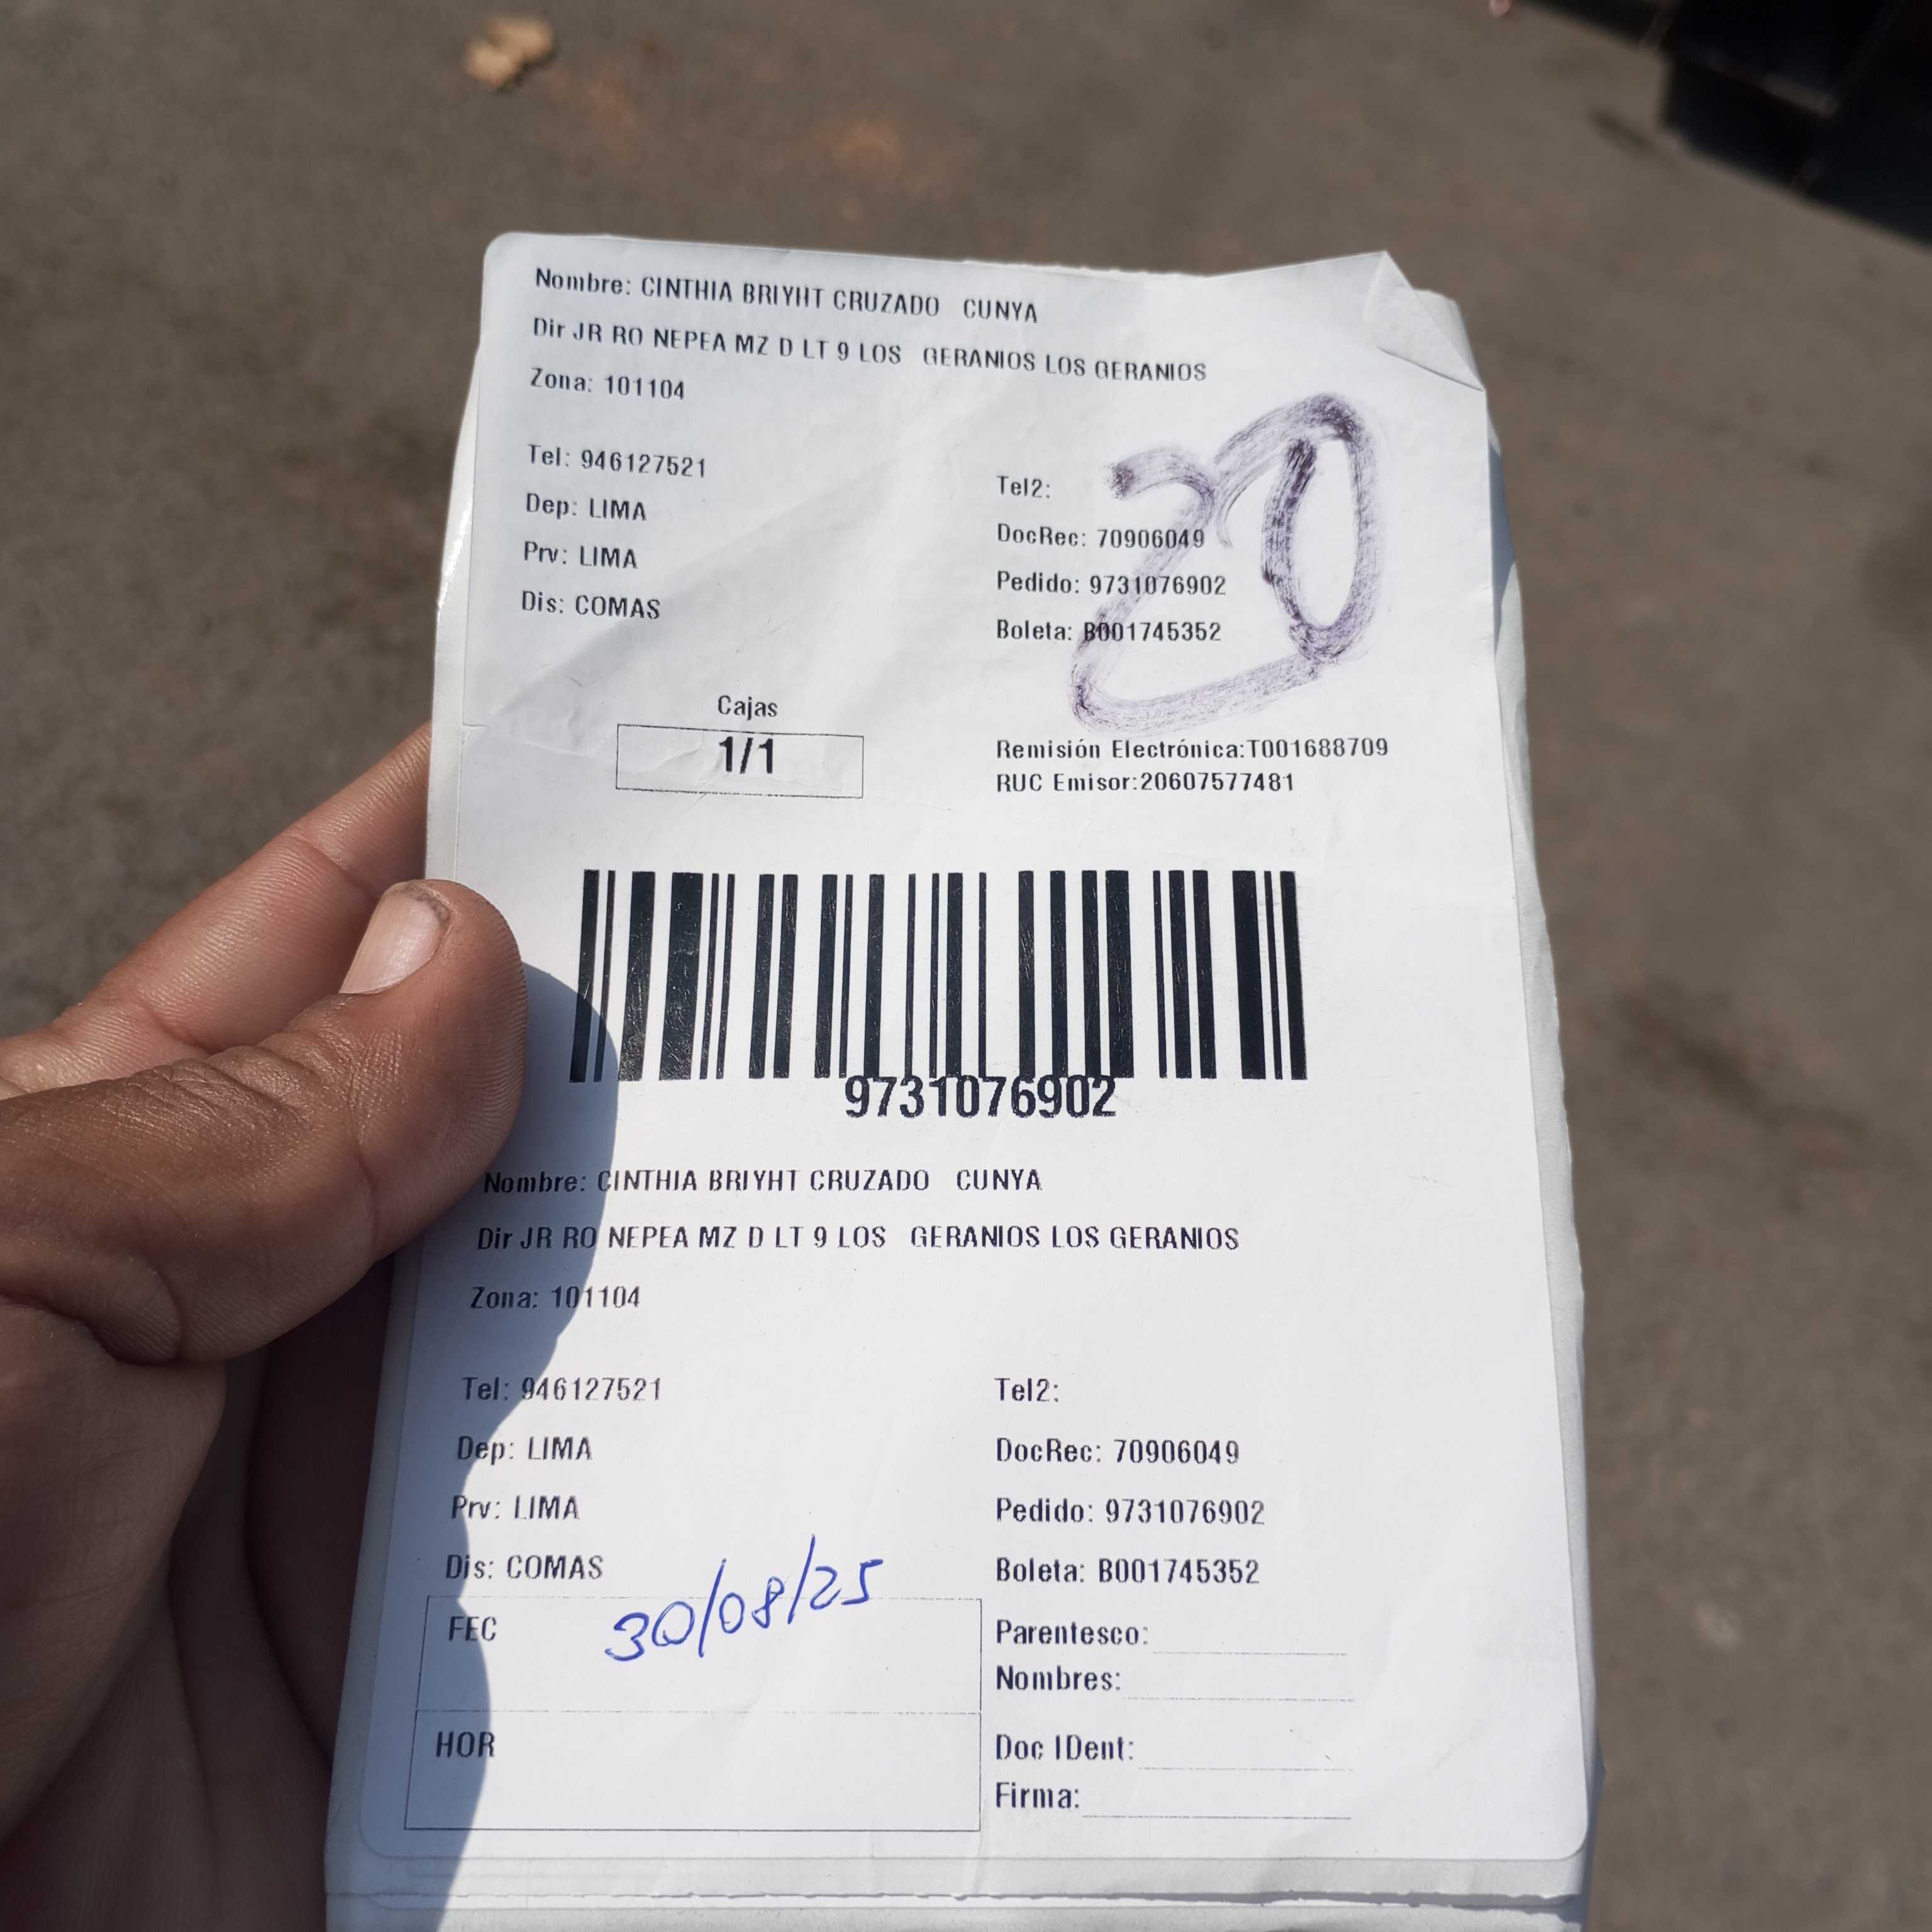 Nombre: CINTHIA BRIYHT CRUZADO CUNYA
Dir JR RO NEPEA MZ D LT 9 LOS GERANIOS LOS GERANIOS
Zona: 101104
20
Tel: 946127521
Tel2:
Dep: LIMA
DocRec: 70906049
Prv: LIMA
Pedido: 9731076902
Dis: COMAS
Boleta: B001745352
Cajas
1/1
Remisión Electrónica:T001688709
RUC Emisor:20607577481
9731076902
Nombre: CINTHIA BRIYHT CRUZADO CUNYA
Dir JR RO NEPEA MZ D LT 9 LOS GERANIOS LOS GERANIOS
Zona: 101104
Tel: 946127521
Tel2:
Dep: LIMA
DocRec: 70906049
Prv: LIMA
Pedido: 9731076902
Dis: COMAS
Boleta: B001745352
FEC 30/08/25
Parentesco:
Nombres:
HOR
Doc IDent:
Firma: